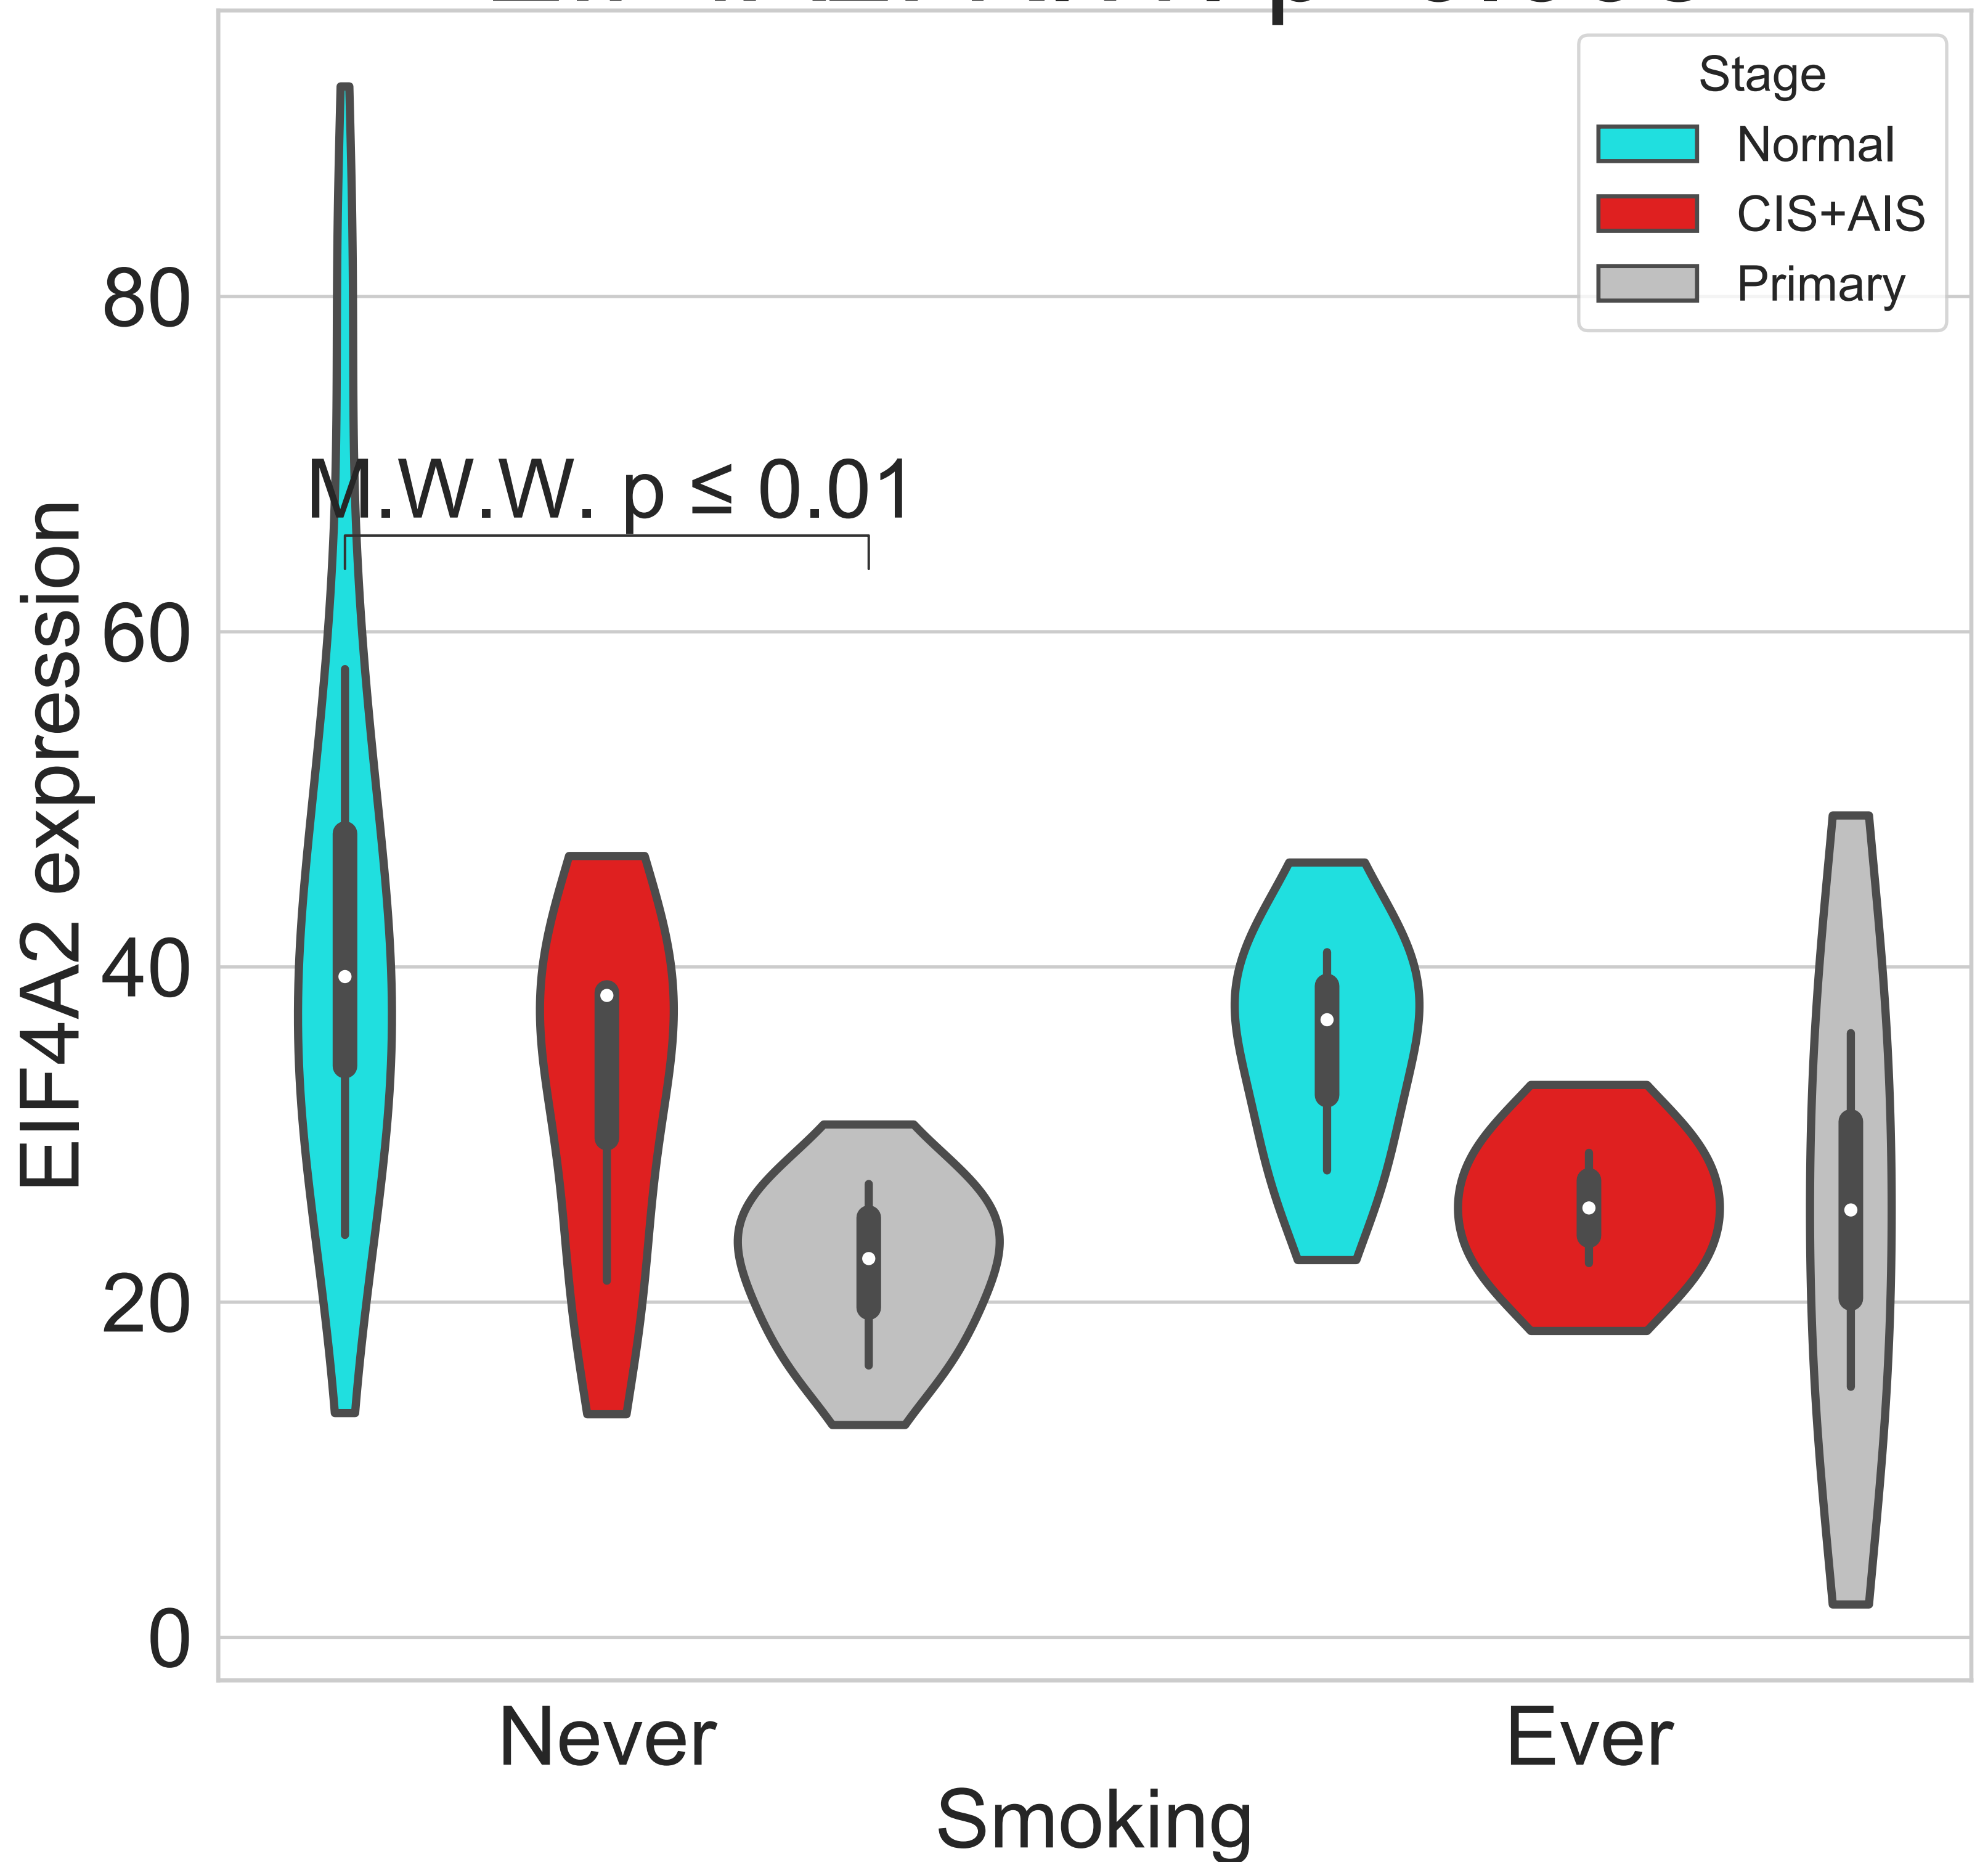 Stage
Normal
CIS+AIS
Primary
80
60
40
20
0
M.W.W. p ≤ 0.01
EIF4A2 expression
Never
Ever
Smoking